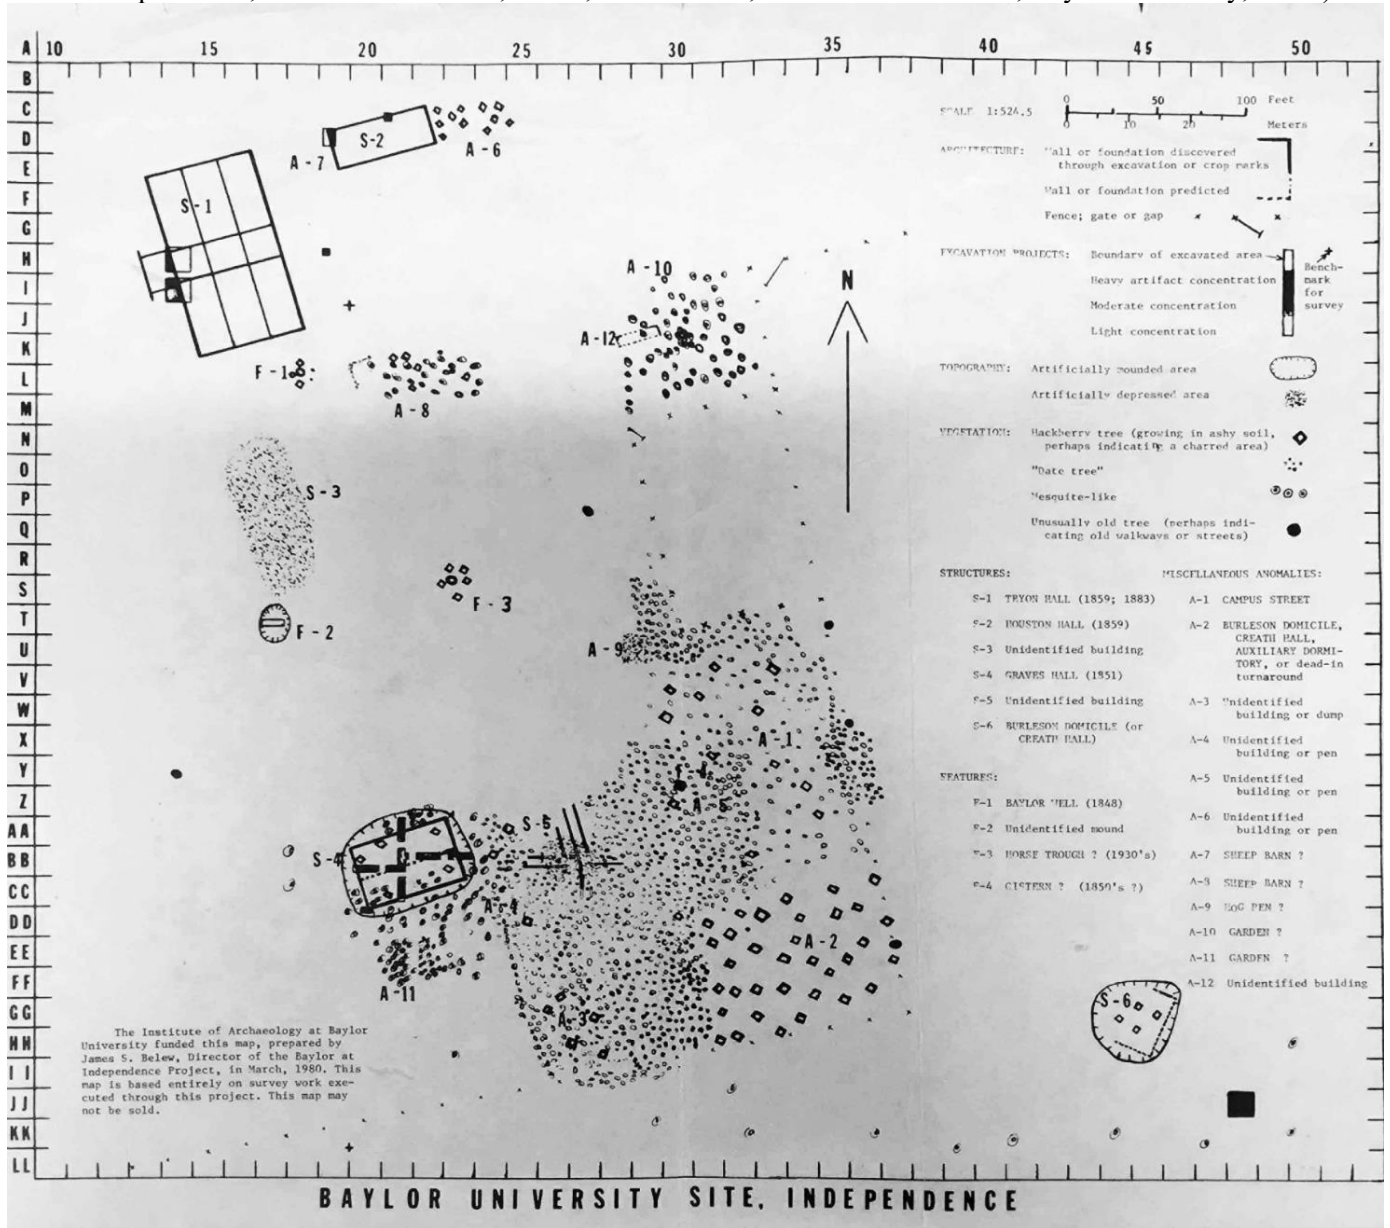 A 10 15 20 25 30 35 40 45 50
B
C
D
E
F
G
H
I
J
K
L
M
N
O
P
Q
R
S
T
U
V
W
X
Y
Z
AA
BB
CC
DD
EE
FF
GG
HH
II
JJ
KK
LL
S-1
S-2
A-7
A-6
A-10
A-12
N
F-1
A-8
S-3
F-3
F-2
A-9
A-1
A-5
S-5
S-4
A-4
A-2
A-11
A-3
S-6
SCALE 1:524.5
0 50 100 Feet
0 10 20 Meters
ARCHITECTURE: Wall or foundation discovered
through excavation or crop marks
Wall or foundation predicted
Fence; gate or gap
EXCAVATION PROJECTS: Boundary of excavated area
Heavy artifact concentration
Moderate concentration
Light concentration
Bench-
mark
for
survey
TOPOGRAPHY: Artificially mounded area
Artificially depressed area
VEGETATION: Hackberry tree (growing in ashy soil,
perhaps indicating a charred area)
"Date tree"
Mesquite-like
Unusually old tree (perhaps indi-
cating old walkways or streets)
STRUCTURES:
S-1 TRYON HALL (1859; 1883)
S-2 HOUSTON HALL (1859)
S-3 Unidentified building
S-4 GRAVES HALL (1851)
S-5 Unidentified building
S-6 BURLESON DOMICILE (or
CREATH HALL)
FEATURES:
F-1 BAYLOR WELL (1848)
F-2 Unidentified mound
F-3 HORSE TROUGH ? (1930's)
F-4 CISTERN ? (1850's ?)
MISCELLANEOUS ANOMALIES:
A-1 CAMPUS STREET
A-2 BURLESON DOMICILE,
CREATH HALL,
AUXILIARY DORMI-
TORY, or dead-in
turnaround
A-3 Unidentified
building or dump
A-4 Unidentified
building or pen
A-5 Unidentified
building or pen
A-6 Unidentified
building or pen
A-7 SHEEP BARN ?
A-8 SHEEP BARN ?
A-9 HOG PEN ?
A-10 GARDEN ?
A-11 GARDEN ?
A-12 Unidentified building
The Institute of Archaeology at Baylor
University funded this map, prepared by
James S. Belew, Director of the Baylor at
Independence Project, in March, 1980. This
map is based entirely on survey work exe-
cuted through this project. This map may
not be sold.
BAYLOR UNIVERSITY SITE, INDEPENDENCE